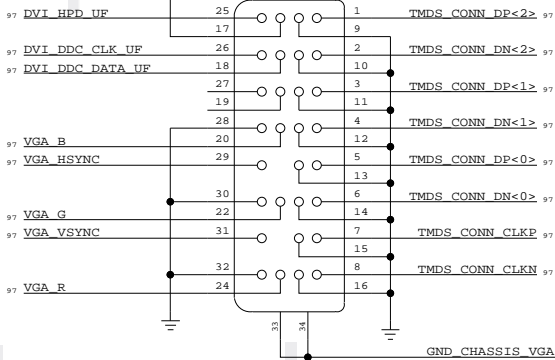 97 DVI_HPD_UF 25 1 TMDS_CONN_DP<2> 97
17 9
97 DVI_DDC_CLK_UF 26 2 TMDS_CONN_DN<2> 97
97 DVI_DDC_DATA_UF 18 10
27 3 TMDS_CONN_DP<1> 97
19 11
28 4 TMDS_CONN_DN<1> 97
97 VGA_B 20 12
97 VGA_HSYNC 29 5 TMDS_CONN_DP<0> 97
13
30 6 TMDS_CONN_DN<0> 97
97 VGA_G 22 14
97 VGA_VSYNC 31 7 TMDS_CONN_CLKP 97
15
32 8 TMDS_CONN_CLKN 97
97 VGA_R 24 16
33 34
GND_CHASSIS_VGA